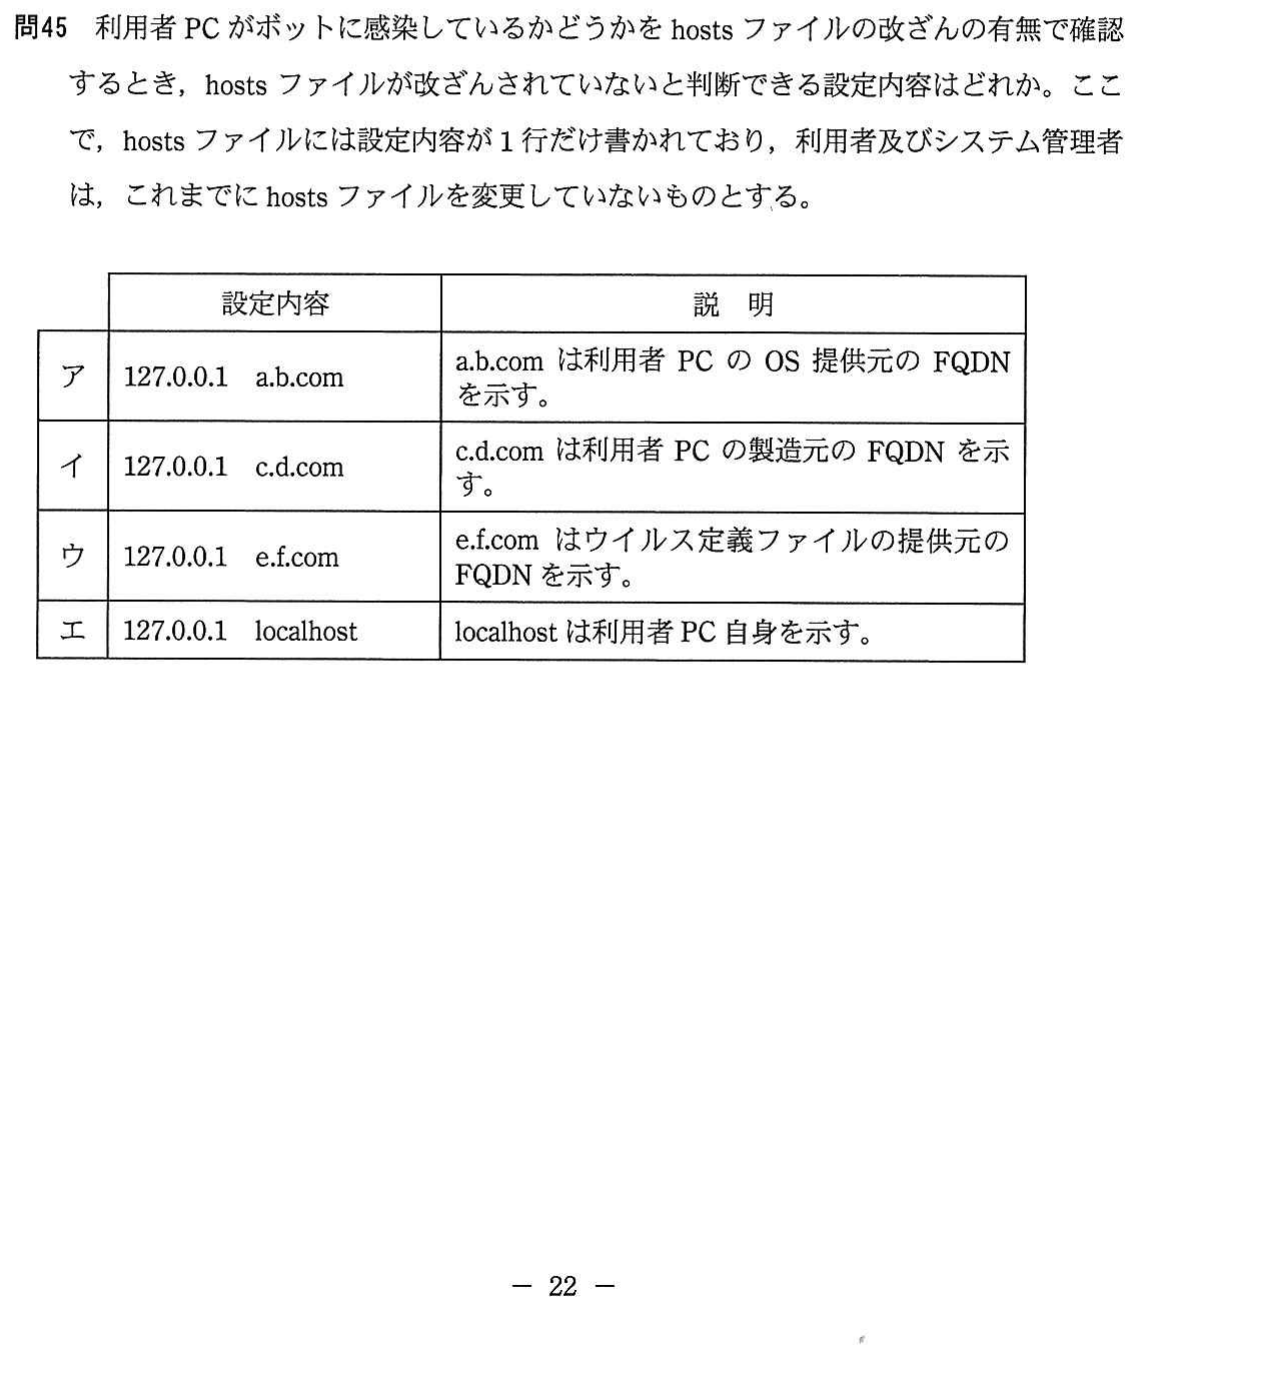 問45 利用者 PC がボットに感染しているかどうかを hosts ファイルの改ざんの有無で確認
するとき，hosts ファイルが改ざんされていないと判断できる設定内容はどれか。ここ
で，hosts ファイルには設定内容が 1 行だけ書かれており，利用者及びシステム管理者
は，これまでに hosts ファイルを変更していないものとする。
設定内容 説 明
ア 127.0.0.1 a.b.com a.b.com は利用者 PC の OS 提供元の FQDN
を示す。
イ 127.0.0.1 c.d.com c.d.com は利用者 PC の製造元の FQDN を示
す。
ウ 127.0.0.1 e.f.com e.f.com はウイルス定義ファイルの提供元の
FQDN を示す。
エ 127.0.0.1 localhost localhost は利用者 PC 自身を示す。
－ 22 －